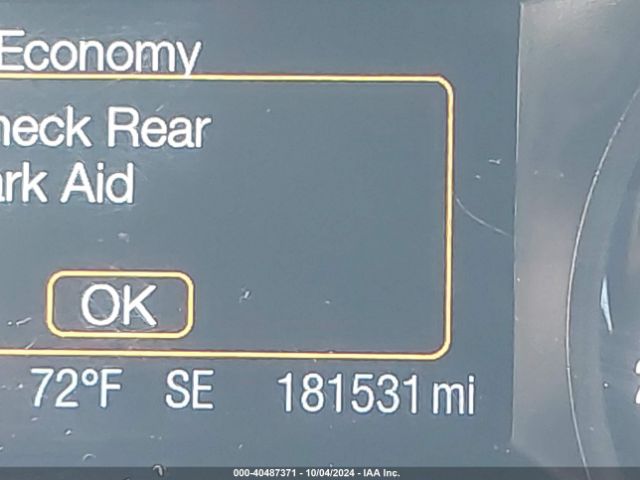 Economy
heck Rear
ark Aid
OK
72°F SE 181531 mi
000-40487371 - 10/04/2024 - IAA Inc.